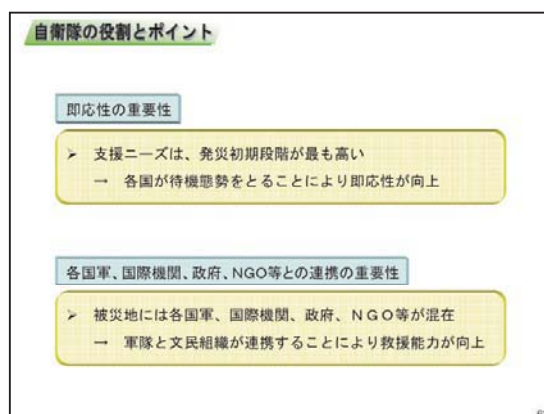 自衛隊の役割とポイント
即応性の重要性
➢ 支援ニーズは、発災初期段階が最も高い
→ 各国が待機態勢をとることにより即応性が向上
各国軍、国際機関、政府、NGO等との連携の重要性
➢ 被災地には各国軍、国際機関、政府、ＮＧＯ等が混在
→ 軍隊と文民組織が連携することにより救援能力が向上